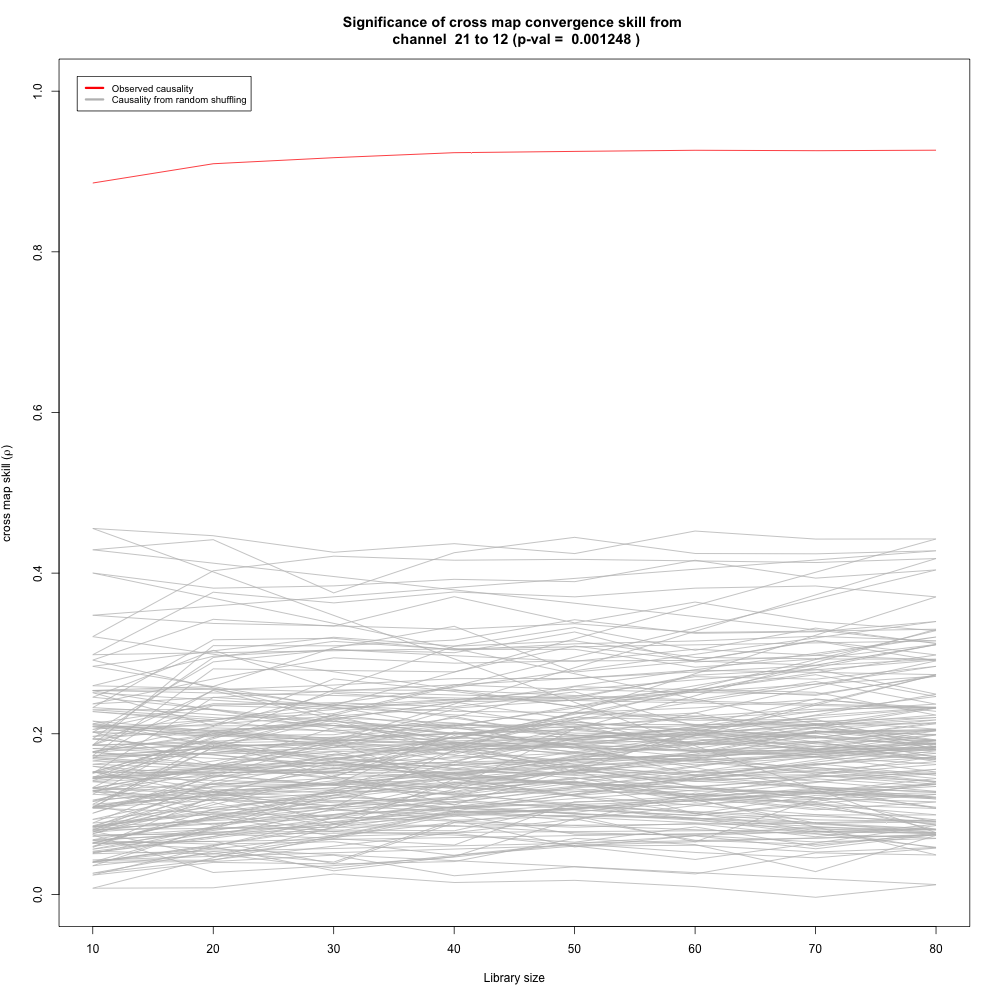 Significance of cross map convergence skill from
channel  21 to 12 (p-val =  0.001248 )
Observed causality
Causality from random shuffling
1.0
0.8
0.6
0.4
0.2
0.0
cross map skill (ρ)
10 20 30 40 50 60 70 80
Library size